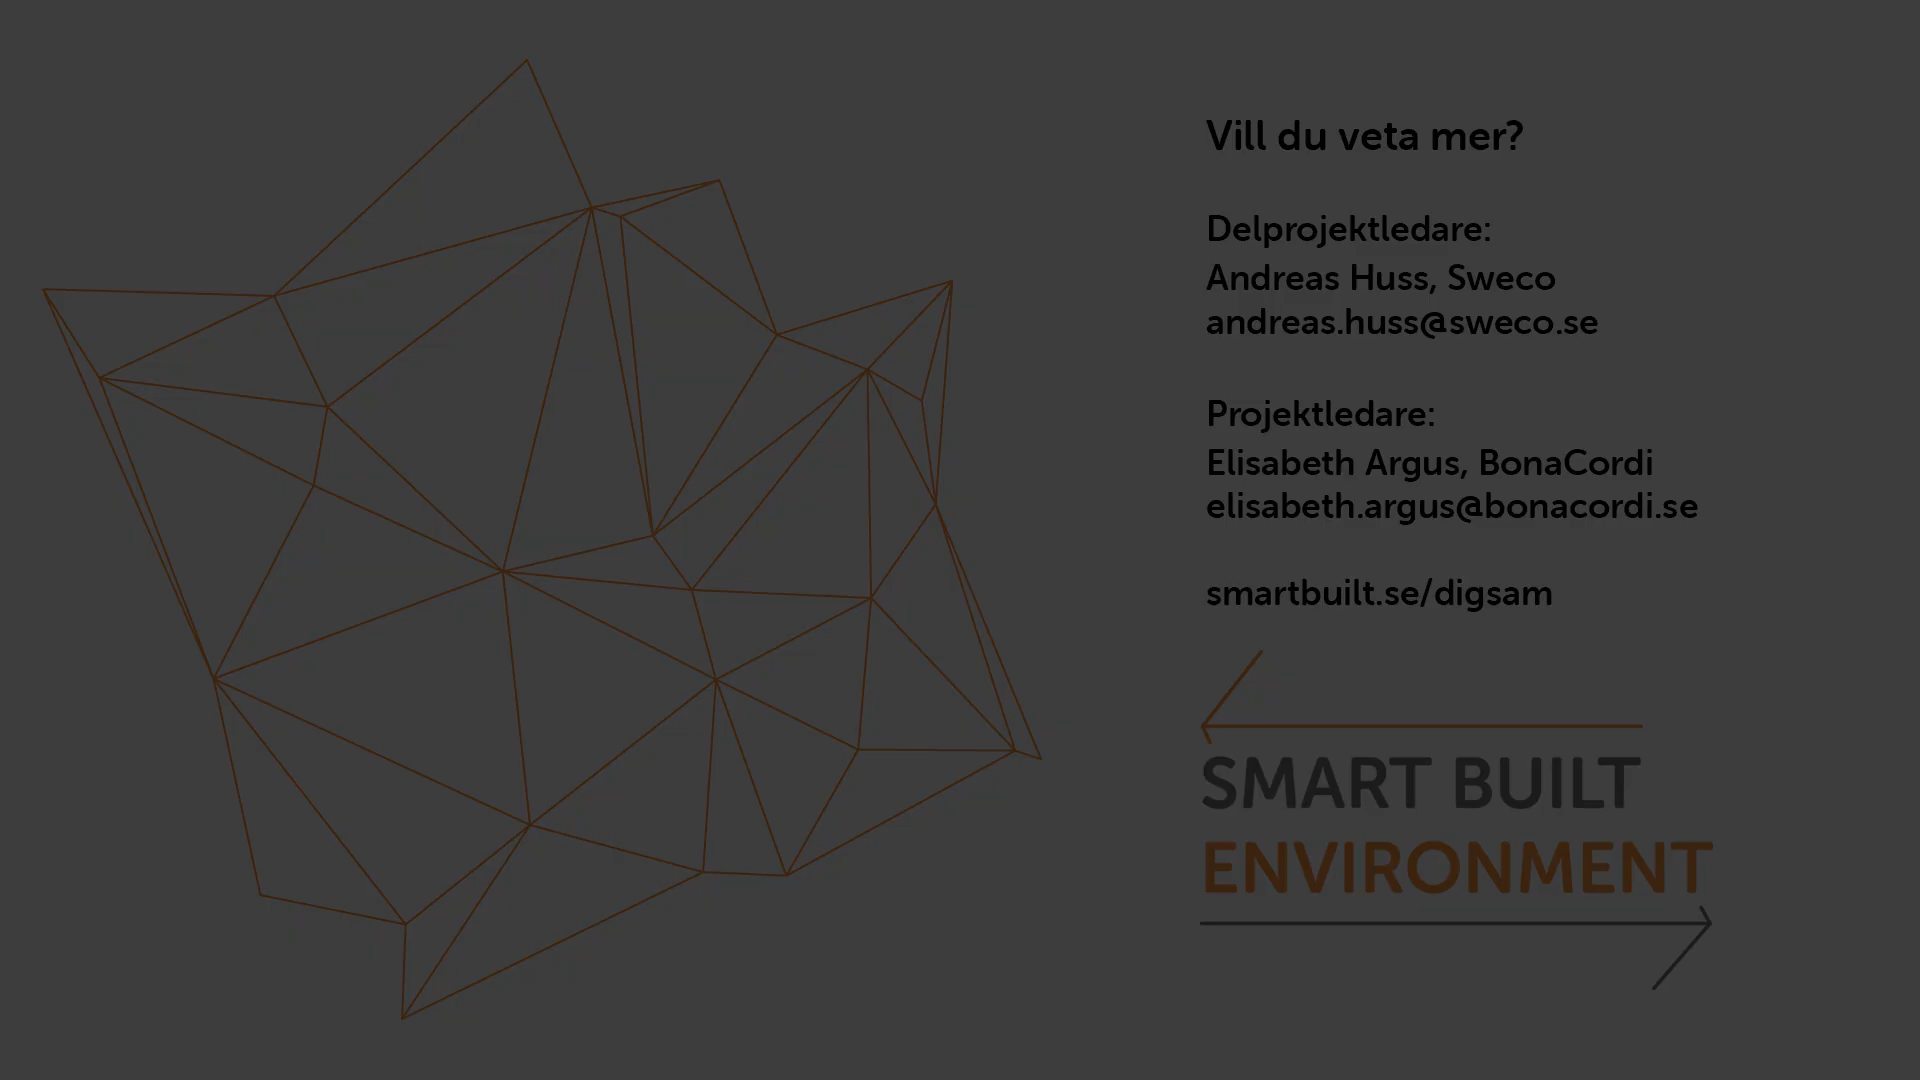 Vill du veta mer?
Delprojektledare:
Andreas Huss, Sweco
andreas.huss@sweco.se
Projektledare:
Elisabeth Argus, BonaCordi
elisabeth.argus@bonacordi.se
smartbuilt.se/digsam
SMART BUILT
ENVIRONMENT